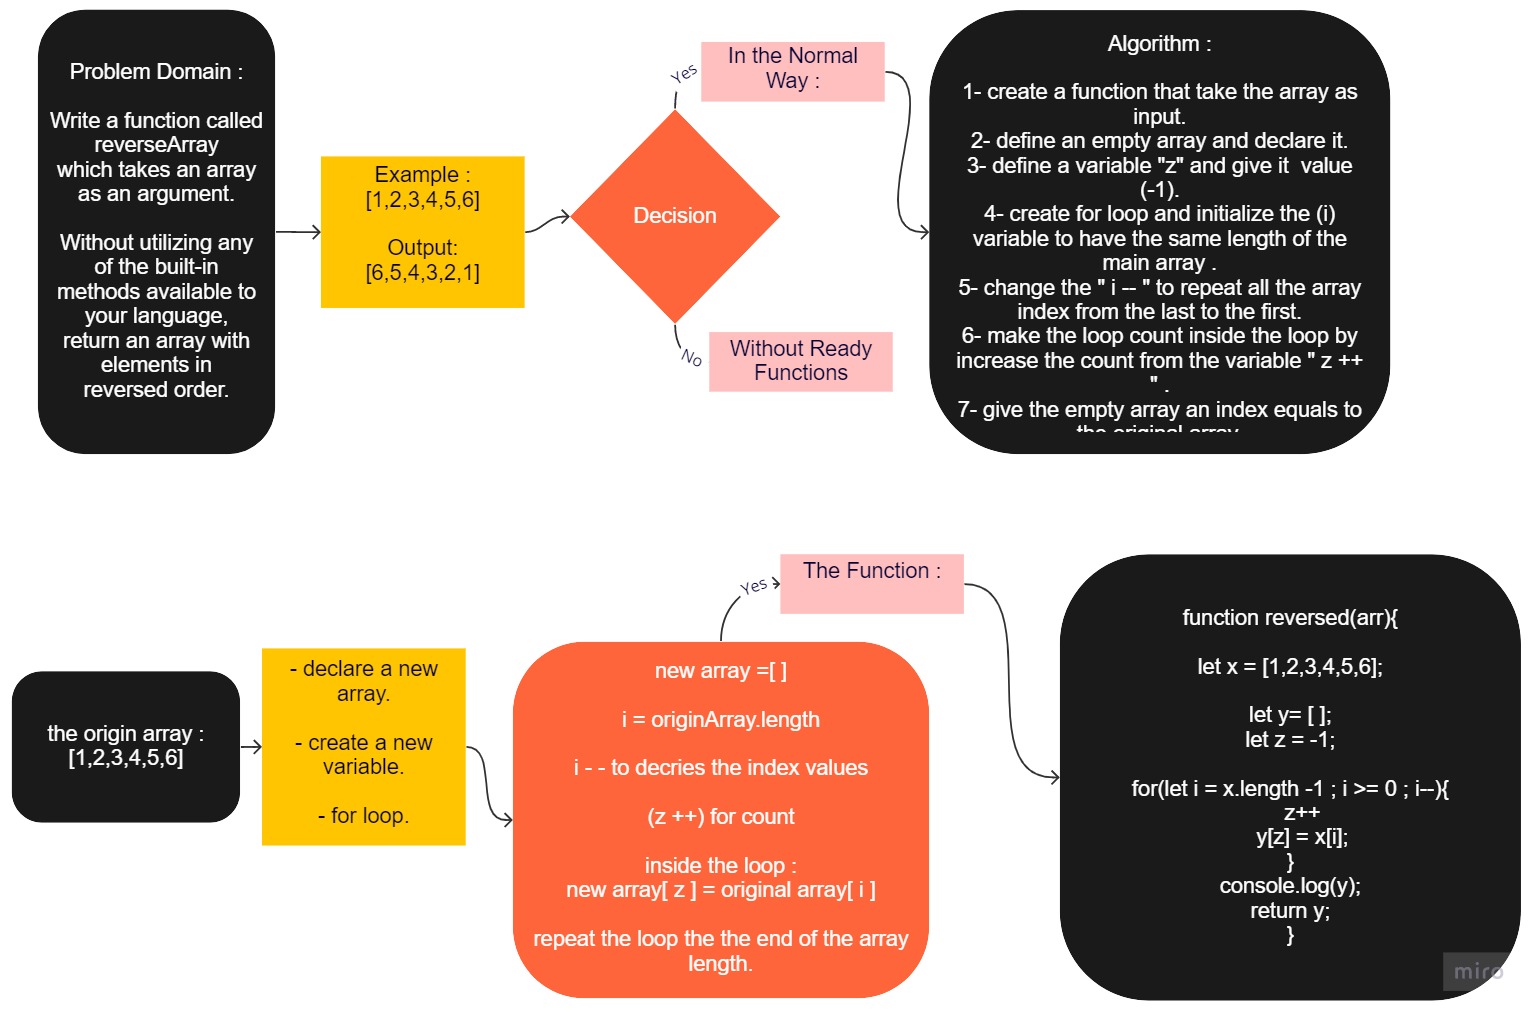 Problem Domain :
Write a function called
reverseArray
which takes an array
as an argument.
Without utilizing any
of the built-in
methods available to
your language,
return an array with
elements in
reversed order.
Example :
[1,2,3,4,5,6]
Output:
[6,5,4,3,2,1]
Decision
Yes
In the Normal
Way :
No
Without Ready
Functions
Algorithm :
1- create a function that take the array as
input.
2- define an empty array and declare it.
3- define a variable "z" and give it  value
(-1).
4- create for loop and initialize the (i)
variable to have the same length of the
main array .
5- change the " i -- " to repeat all the array
index from the last to the first.
6- make the loop count inside the loop by
increase the count from the variable " z ++
" .
7- give the empty array an index equals to
the original array
the origin array :
[1,2,3,4,5,6]
- declare a new
array.
- create a new
variable.
- for loop.
new array =[ ]
i = originArray.length
i - - to decries the index values
(z ++) for count
inside the loop :
new array[ z ] = original array[ i ]
repeat the loop the the end of the array
length.
Yes
The Function :
function reversed(arr){
let x = [1,2,3,4,5,6];
let y= [ ];
let z = -1;
for(let i = x.length -1 ; i >= 0 ; i--){
z++
y[z] = x[i];
}
console.log(y);
return y;
}
miro